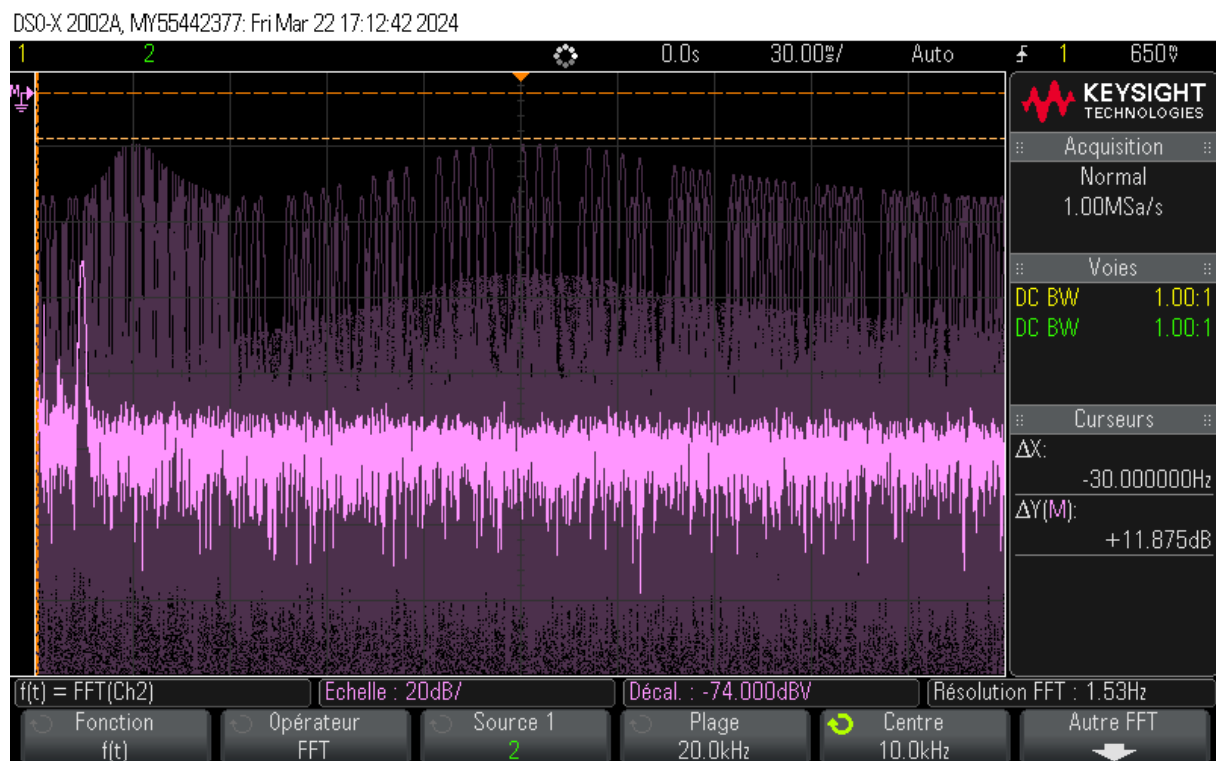 DSO-X 2002A, MY55442377: Fri Mar 22 17:12:42 2024
1 2 0.0s 30.00ms/ Auto 1 650mV
M
KEYSIGHT
TECHNOLOGIES
Acquisition
Normal
1.00MSa/s
Voies
DC BW 1.00:1
DC BW 1.00:1
Curseurs
ΔX:
-30.000000Hz
ΔY(M):
+11.875dB
f(t) = FFT(Ch2) Echelle : 20dB/ Décal. : -74.000dBV Résolution FFT : 1.53Hz
Fonction Opérateur Source 1 Plage Centre Autre FFT
f(t) FFT 2 20.0kHz 10.0kHz